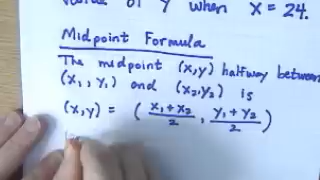 value of y when x = 24.
Midpoint Formula
The midpoint (x,y) halfway between
(x₁, y₁) and (x₂, y₂) is
(x,y) = ( (x₁+x₂)/2 , (y₁+y₂)/2 )